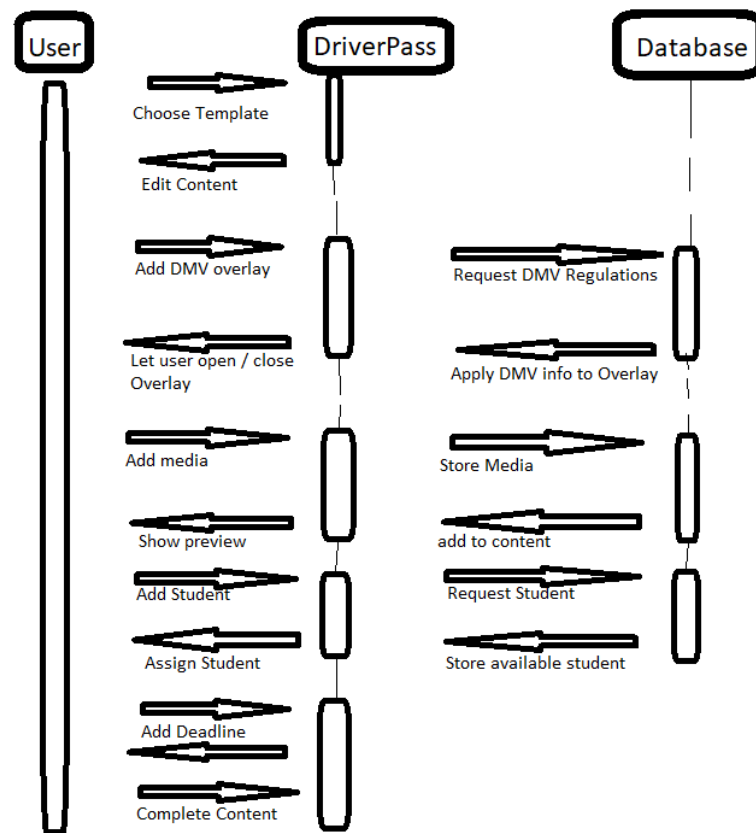 User
DriverPass
Database
Choose Template
Edit Content
Add DMV overlay
Request DMV Regulations
Let user open / close
Overlay
Apply DMV info to Overlay
Add media
Store Media
Show preview
add to content
Add Student
Request Student
Assign Student
Store available student
Add Deadline
Complete Content